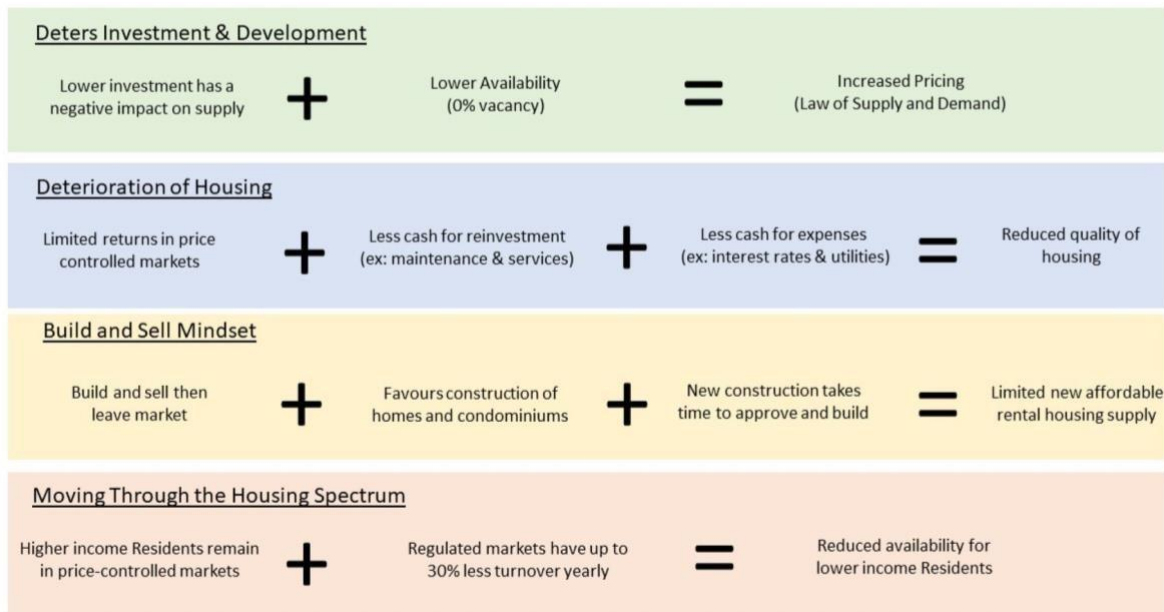 Deters Investment & Development
Lower investment has a
negative impact on supply
+
Lower Availability
(0% vacancy)
=
Increased Pricing
(Law of Supply and Demand)
Deterioration of Housing
Limited returns in price
controlled markets
+
Less cash for reinvestment
(ex: maintenance & services)
+
Less cash for expenses
(ex: interest rates & utilities)
=
Reduced quality of
housing
Build and Sell Mindset
Build and sell then
leave market
+
Favours construction of
homes and condominiums
+
New construction takes
time to approve and build
=
Limited new affordable
rental housing supply
Moving Through the Housing Spectrum
Higher income Residents remain
in price-controlled markets
+
Regulated markets have up to
30% less turnover yearly
=
Reduced availability for
lower income Residents